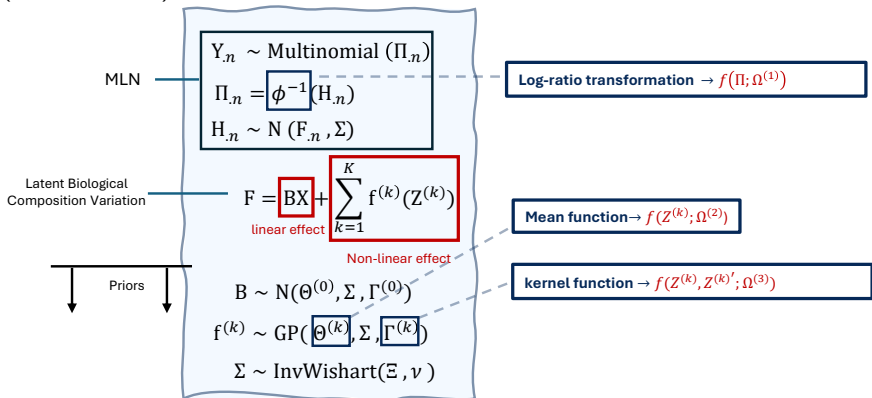 Y.n ~ Multinomial (Π.n)
MLN
Π.n = ϕ⁻¹(H.n)
Log-ratio transformation → f(Π;Ω⁽¹⁾)
H.n ~ N (F.n , Σ)
Latent Biological
Composition Variation
F = BX + ∑ₖ₌₁ᴷ f⁽ᵏ⁾(Z⁽ᵏ⁾)
linear effect
Non-linear effect
Mean function→ f(Z⁽ᵏ⁾;Ω⁽²⁾)
Priors
kernel function → f(Z⁽ᵏ⁾, Z⁽ᵏ⁾′;Ω⁽³⁾)
B ~ N(Θ⁽⁰⁾, Σ , Γ⁽⁰⁾)
f⁽ᵏ⁾ ~ GP( Θ⁽ᵏ⁾, Σ ,Γ⁽ᵏ⁾)
Σ ~ InvWishart(Ξ , ν )